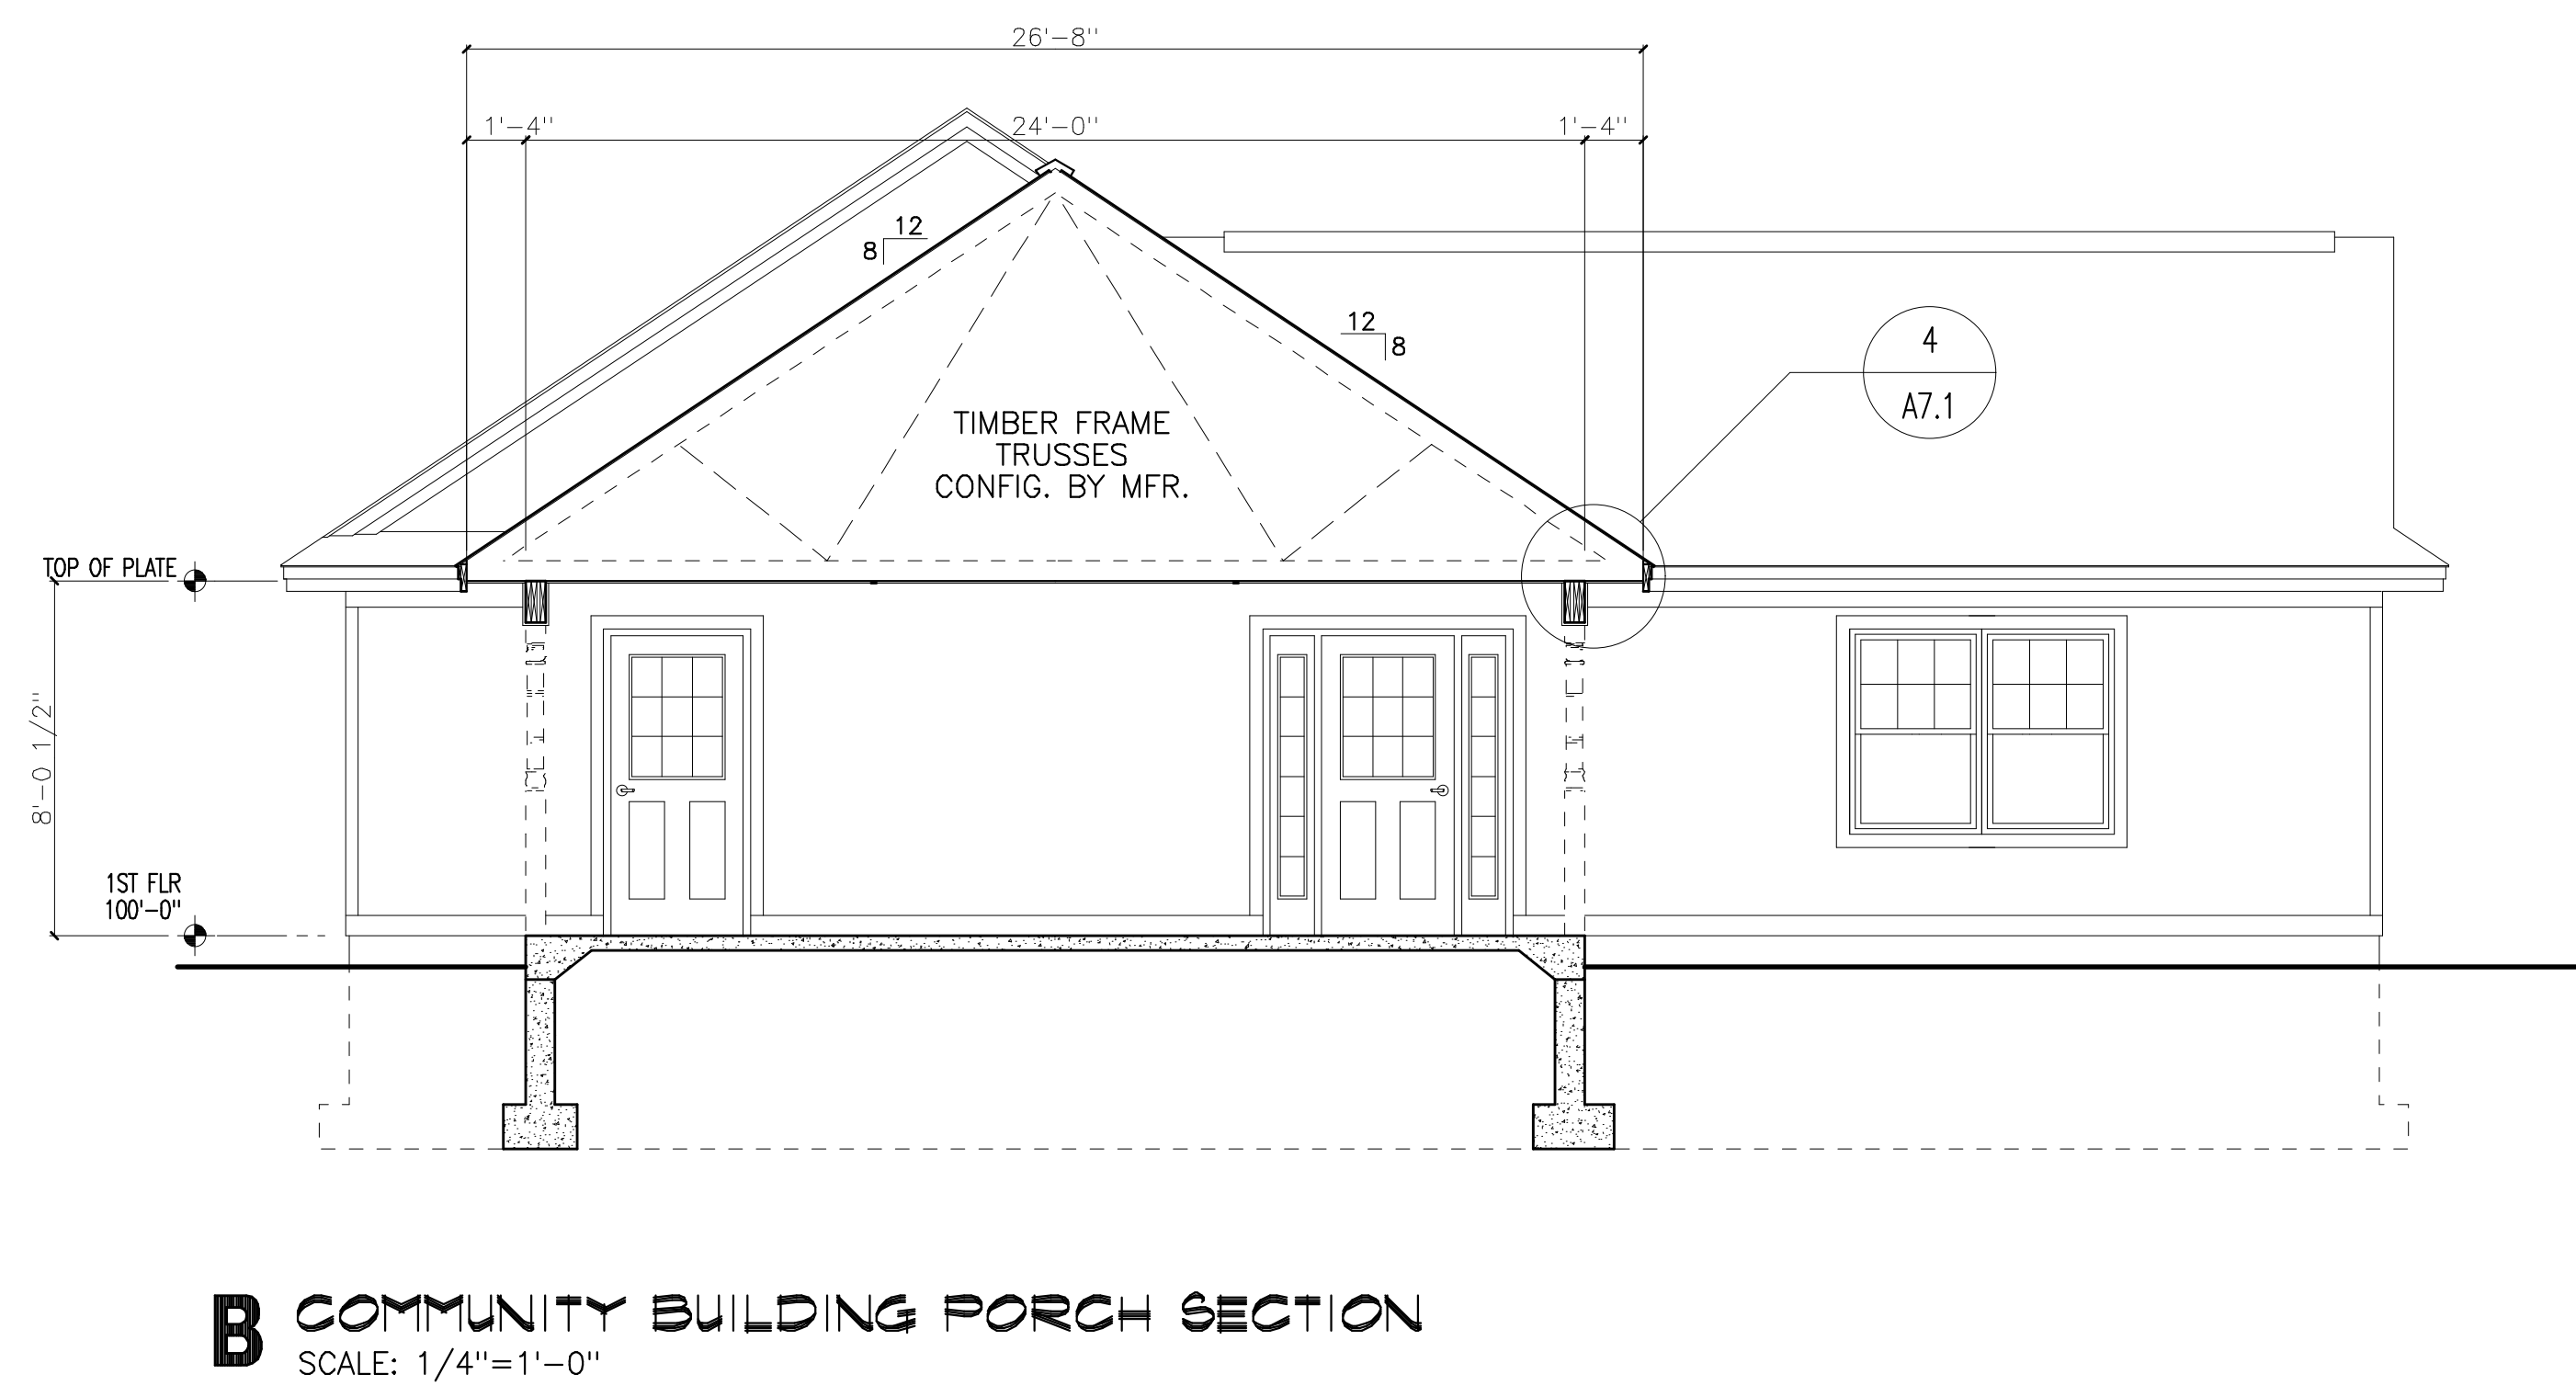 26'-8"
1'-4"
24'-0"
1'-4"
12
8
12
8
4
A7.1
TIMBER FRAME
TRUSSES
CONFIG. BY MFR.
TOP OF PLATE
8'-0 1/2"
1ST FLR
100'-0"
B COMMUNITY BUILDING PORCH SECTION
SCALE: 1/4"=1'-0"